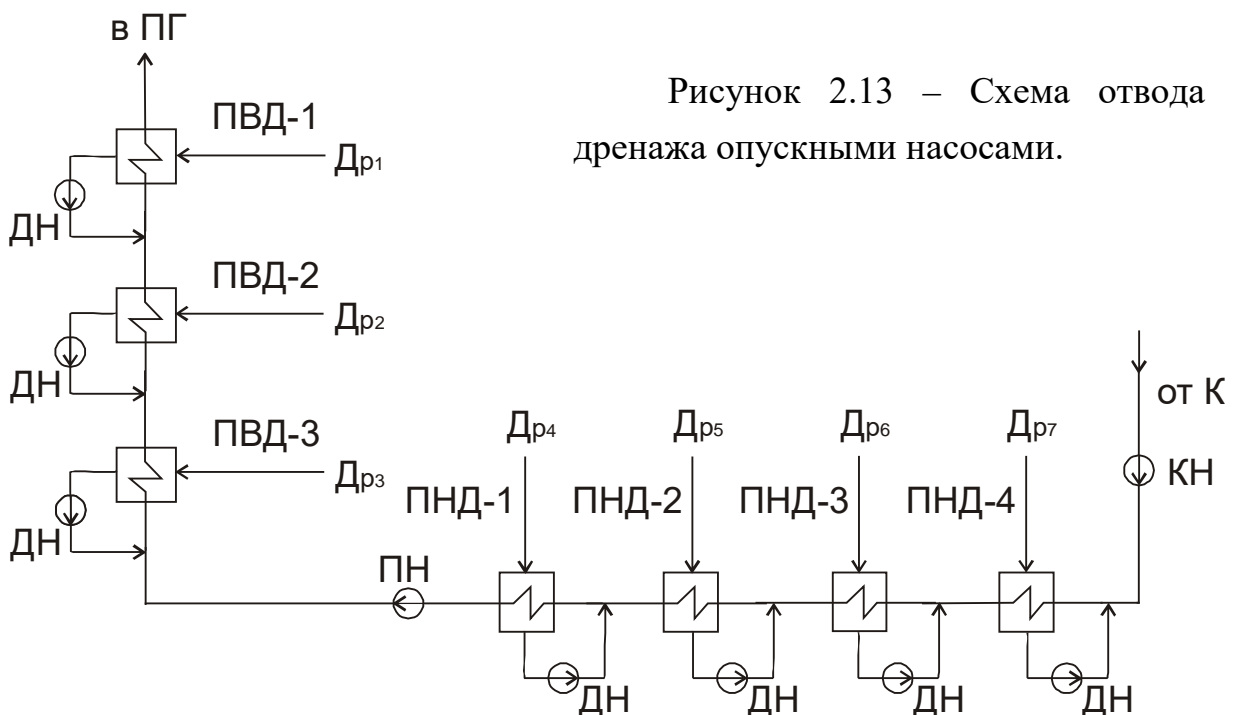 в ПГ
Рисунок 2.13 – Схема отвода
дренажа опускными насосами.
ПВД-1
Др1
ДН
ПВД-2
Др2
ДН
ПВД-3
Др3
ДН
от К
КН
Др4
Др5
Др6
Др7
ПНД-1
ПНД-2
ПНД-3
ПНД-4
ПН
ДН
ДН
ДН
ДН